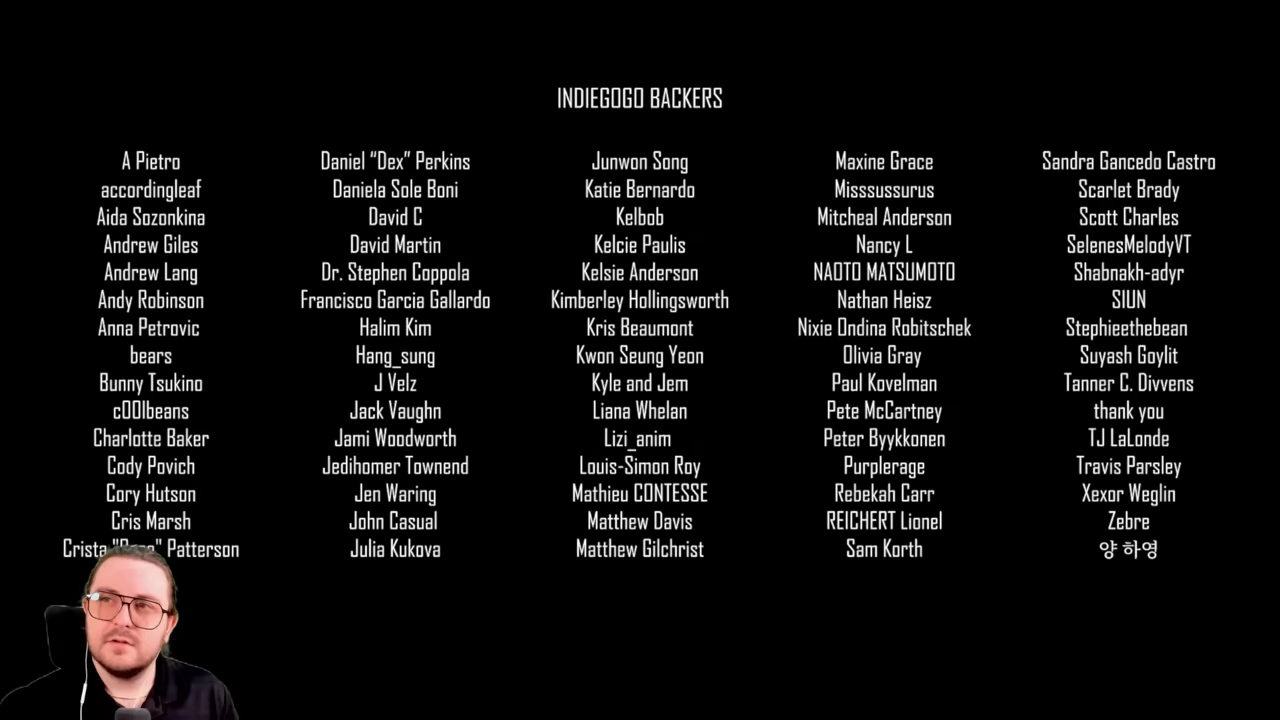 INDIEGOGO BACKERS
A Pietro
accordingleaf
Aida Sozonkina
Andrew Giles
Andrew Lang
Andy Robinson
Anna Petrovic
bears
Bunny Tsukino
c00lbeans
Charlotte Baker
Cody Povich
Cory Hutson
Cris Marsh
Crista Patterson
Daniel “Dex” Perkins
Daniela Sole Boni
David C
David Martin
Dr. Stephen Coppola
Francisco Garcia Gallardo
Halim Kim
Hang_sung
J Velz
Jack Vaughn
Jami Woodworth
Jedihomer Townend
Jen Waring
John Casual
Julia Kukova
Junwon Song
Katie Bernardo
Kelbob
Kelcie Paulis
Kelsie Anderson
Kimberley Hollingsworth
Kris Beaumont
Kwon Seung Yeon
Kyle and Jem
Liana Whelan
Lizi_anim
Louis-Simon Roy
Mathieu CONTESSE
Matthew Davis
Matthew Gilchrist
Maxine Grace
Misssussurus
Mitcheal Anderson
Nancy L
NAOTO MATSUMOTO
Nathan Heisz
Nixie Ondina Robitschek
Olivia Gray
Paul Kovelman
Pete McCartney
Peter Byykkonen
Purplerage
Rebekah Carr
REICHERT Lionel
Sam Korth
Sandra Gancedo Castro
Scarlet Brady
Scott Charles
SelenesMelodyVT
Shabnakh-adyr
SIUN
Stephieethebean
Suyash Goylit
Tanner C. Divvens
thank you
TJ LaLonde
Travis Parsley
Xexor Weglin
Zebre
양 하영